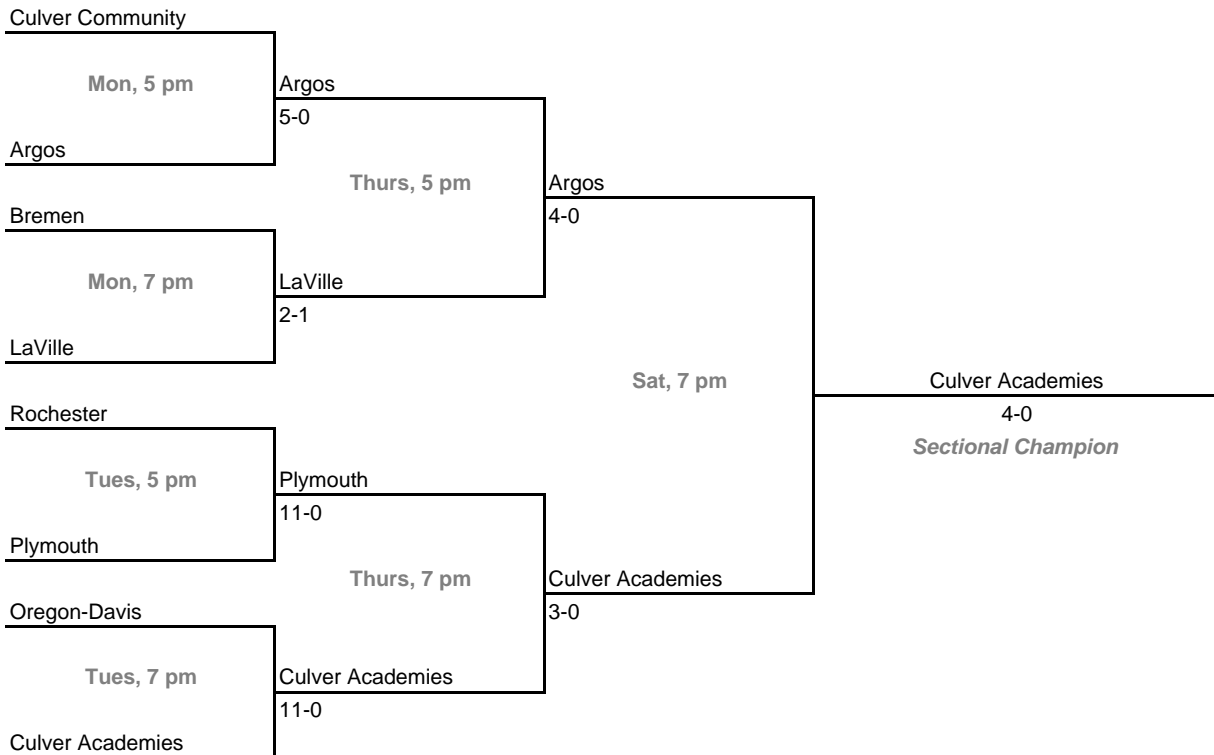 Culver Community
Mon, 5 pm
Argos
5-0
Argos
Thurs, 5 pm
Argos
4-0
Bremen
Mon, 7 pm
LaVille
2-1
LaVille
Sat, 7 pm
Culver Academies
4-0
Sectional Champion
Rochester
Tues, 5 pm
Plymouth
11-0
Plymouth
Thurs, 7 pm
Culver Academies
3-0
Oregon-Davis
Tues, 7 pm
Culver Academies
11-0
Culver Academies